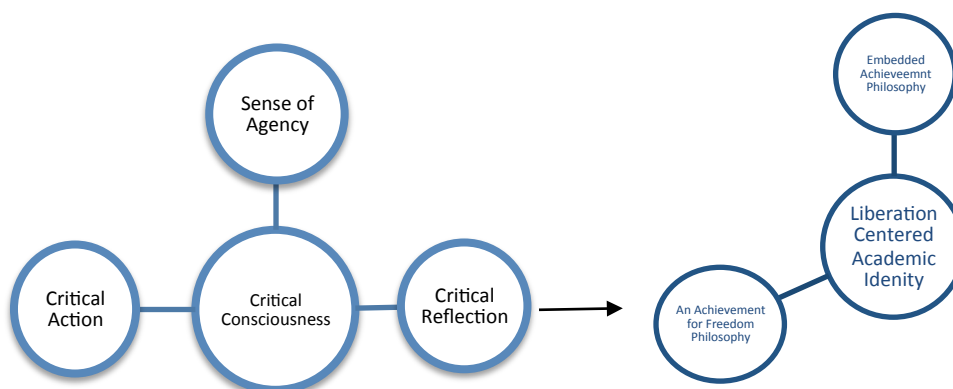 Sense of
Agency
Critical
Action
Critical
Consciousness
Critical
Reflection
Embedded
Achieveemnt
Philosophy
Liberation
Centered
Academic
Idenity
An Achievement
for Freedom
Philosophy